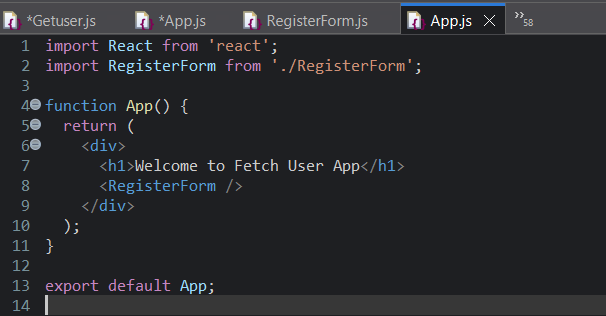 *Getuser.js *App.js RegisterForm.js App.js 58
1 import React from 'react';
2 import RegisterForm from './RegisterForm';
3
4 function App() {
5   return (
6     <div>
7       <h1>Welcome to Fetch User App</h1>
8       <RegisterForm />
9     </div>
10   );
11 }
12
13 export default App;
14